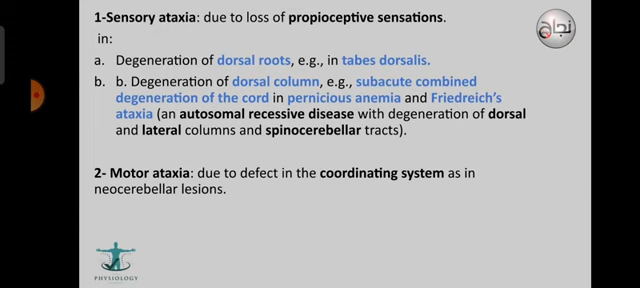 1-Sensory ataxia: due to loss of propioceptive sensations.
in:
a. Degeneration of dorsal roots, e.g., in tabes dorsalis.
b. b. Degeneration of dorsal column, e.g., subacute combined
degeneration of the cord in pernicious anemia and Friedreich's
ataxia (an autosomal recessive disease with degeneration of dorsal
and lateral columns and spinocerebellar tracts).
2- Motor ataxia: due to defect in the coordinating system as in
neocerebellar lesions.
PHYSIOLOGY